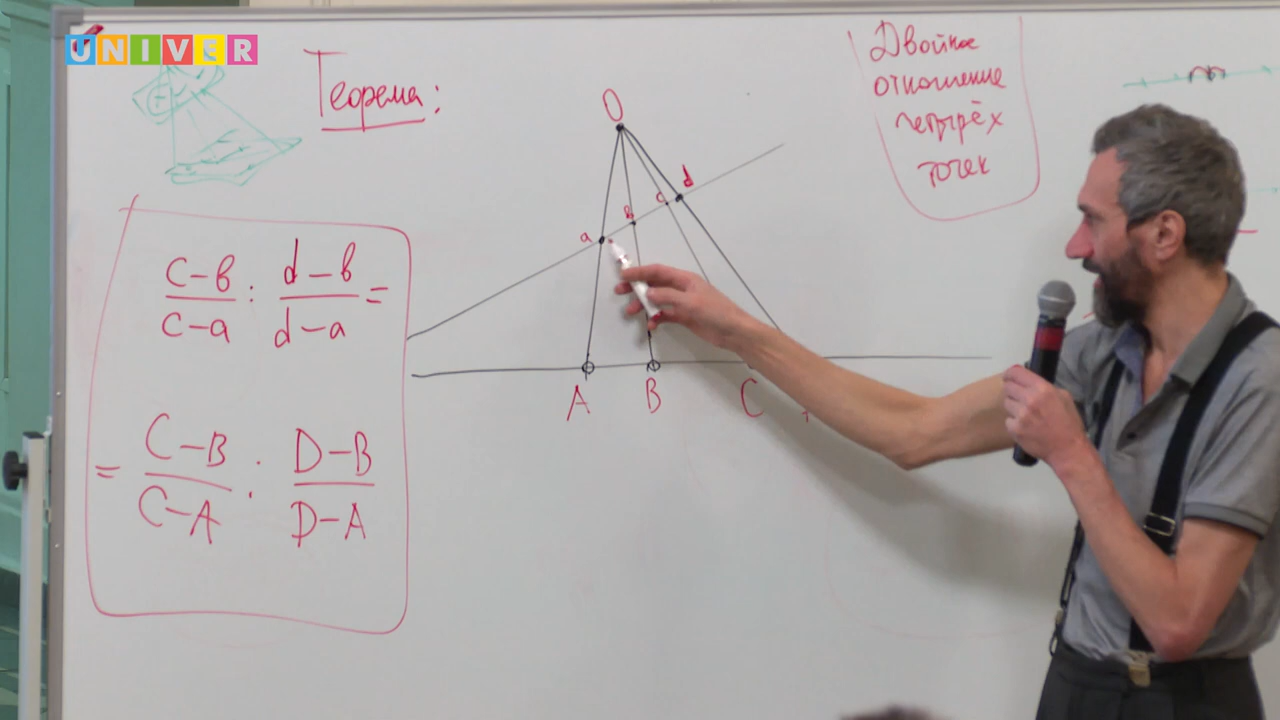 UNIVER
Теорема:
Двойное
отношение
четырёх
точек
O
d
c
в
a
A B C
c-в : d-в =
c-a d-a
= C-B : D-B
C-A D-A